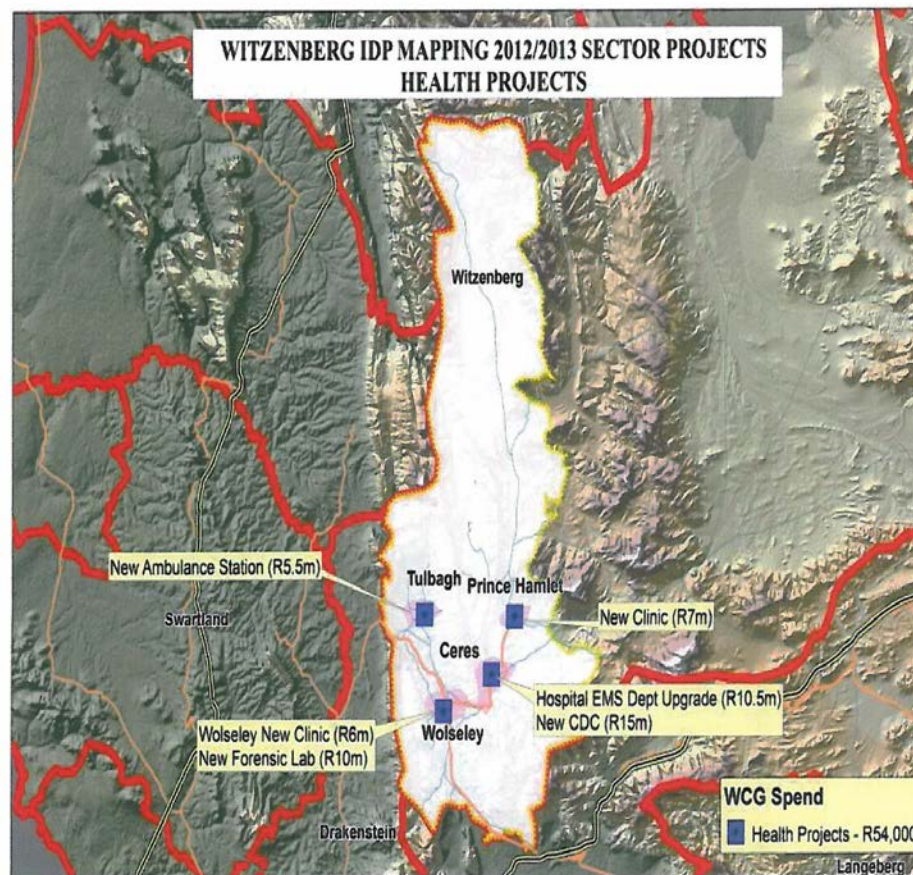 WITZENBERG IDP MAPPING 2012/2013 SECTOR PROJECTS
HEALTH PROJECTS
Witzenberg
New Ambulance Station (R5.5m)
Tulbagh
Prince Hamlet
Swartland
New Clinic (R7m)
Ceres
Hospital EMS Dept Upgrade (R10.5m)
New CDC (R15m)
Wolseley New Clinic (R6m)
New Forensic Lab (R10m)
Wolseley
Drakenstein
WCG Spend
Health Projects - R54,000
Langeberg